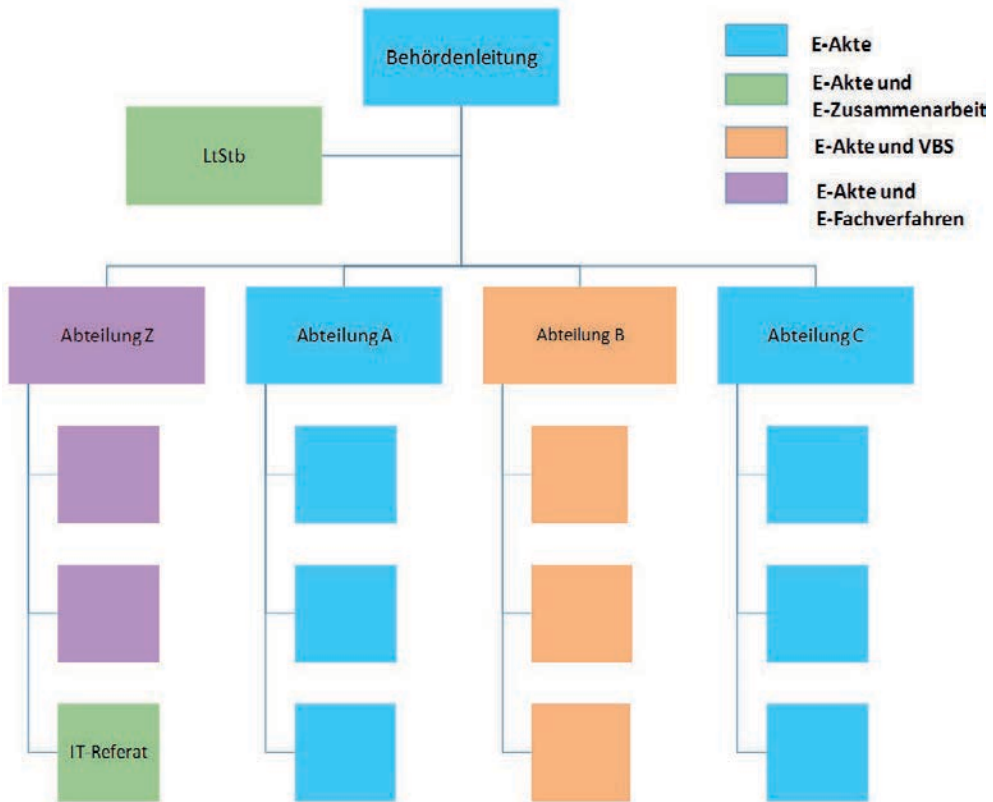 Behördenleitung
LtStb
E-Akte
E-Akte und
E-Zusammenarbeit
E-Akte und VBS
E-Akte und
E-Fachverfahren
Abteilung Z
Abteilung A
Abteilung B
Abteilung C
IT-Referat